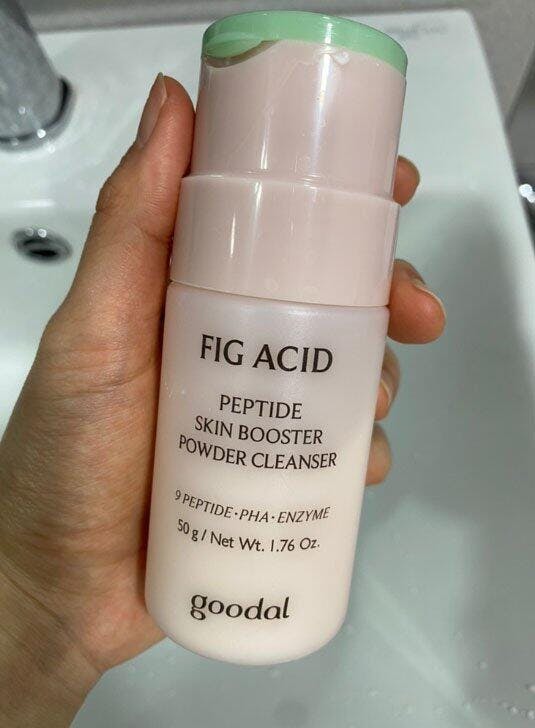 FIG ACID
PEPTIDE
SKIN BOOSTER
POWDER CLEANSER
9 PEPTIDE·PHA·ENZYME
50 g / Net Wt. 1.76 Oz.
goodal